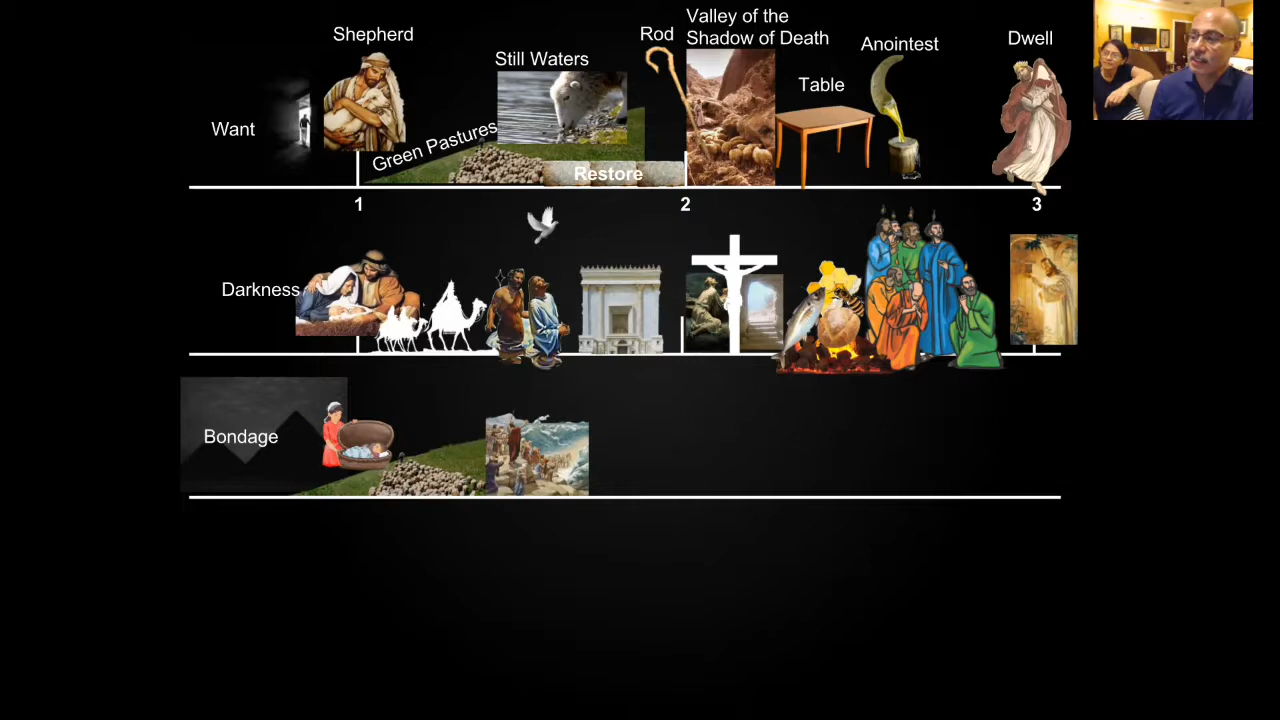 Shepherd
Still Waters
Rod
Valley of the
Shadow of Death
Anointest
Dwell
Table
Want
Green Pastures
Restore
1
2
3
Darkness
Bondage